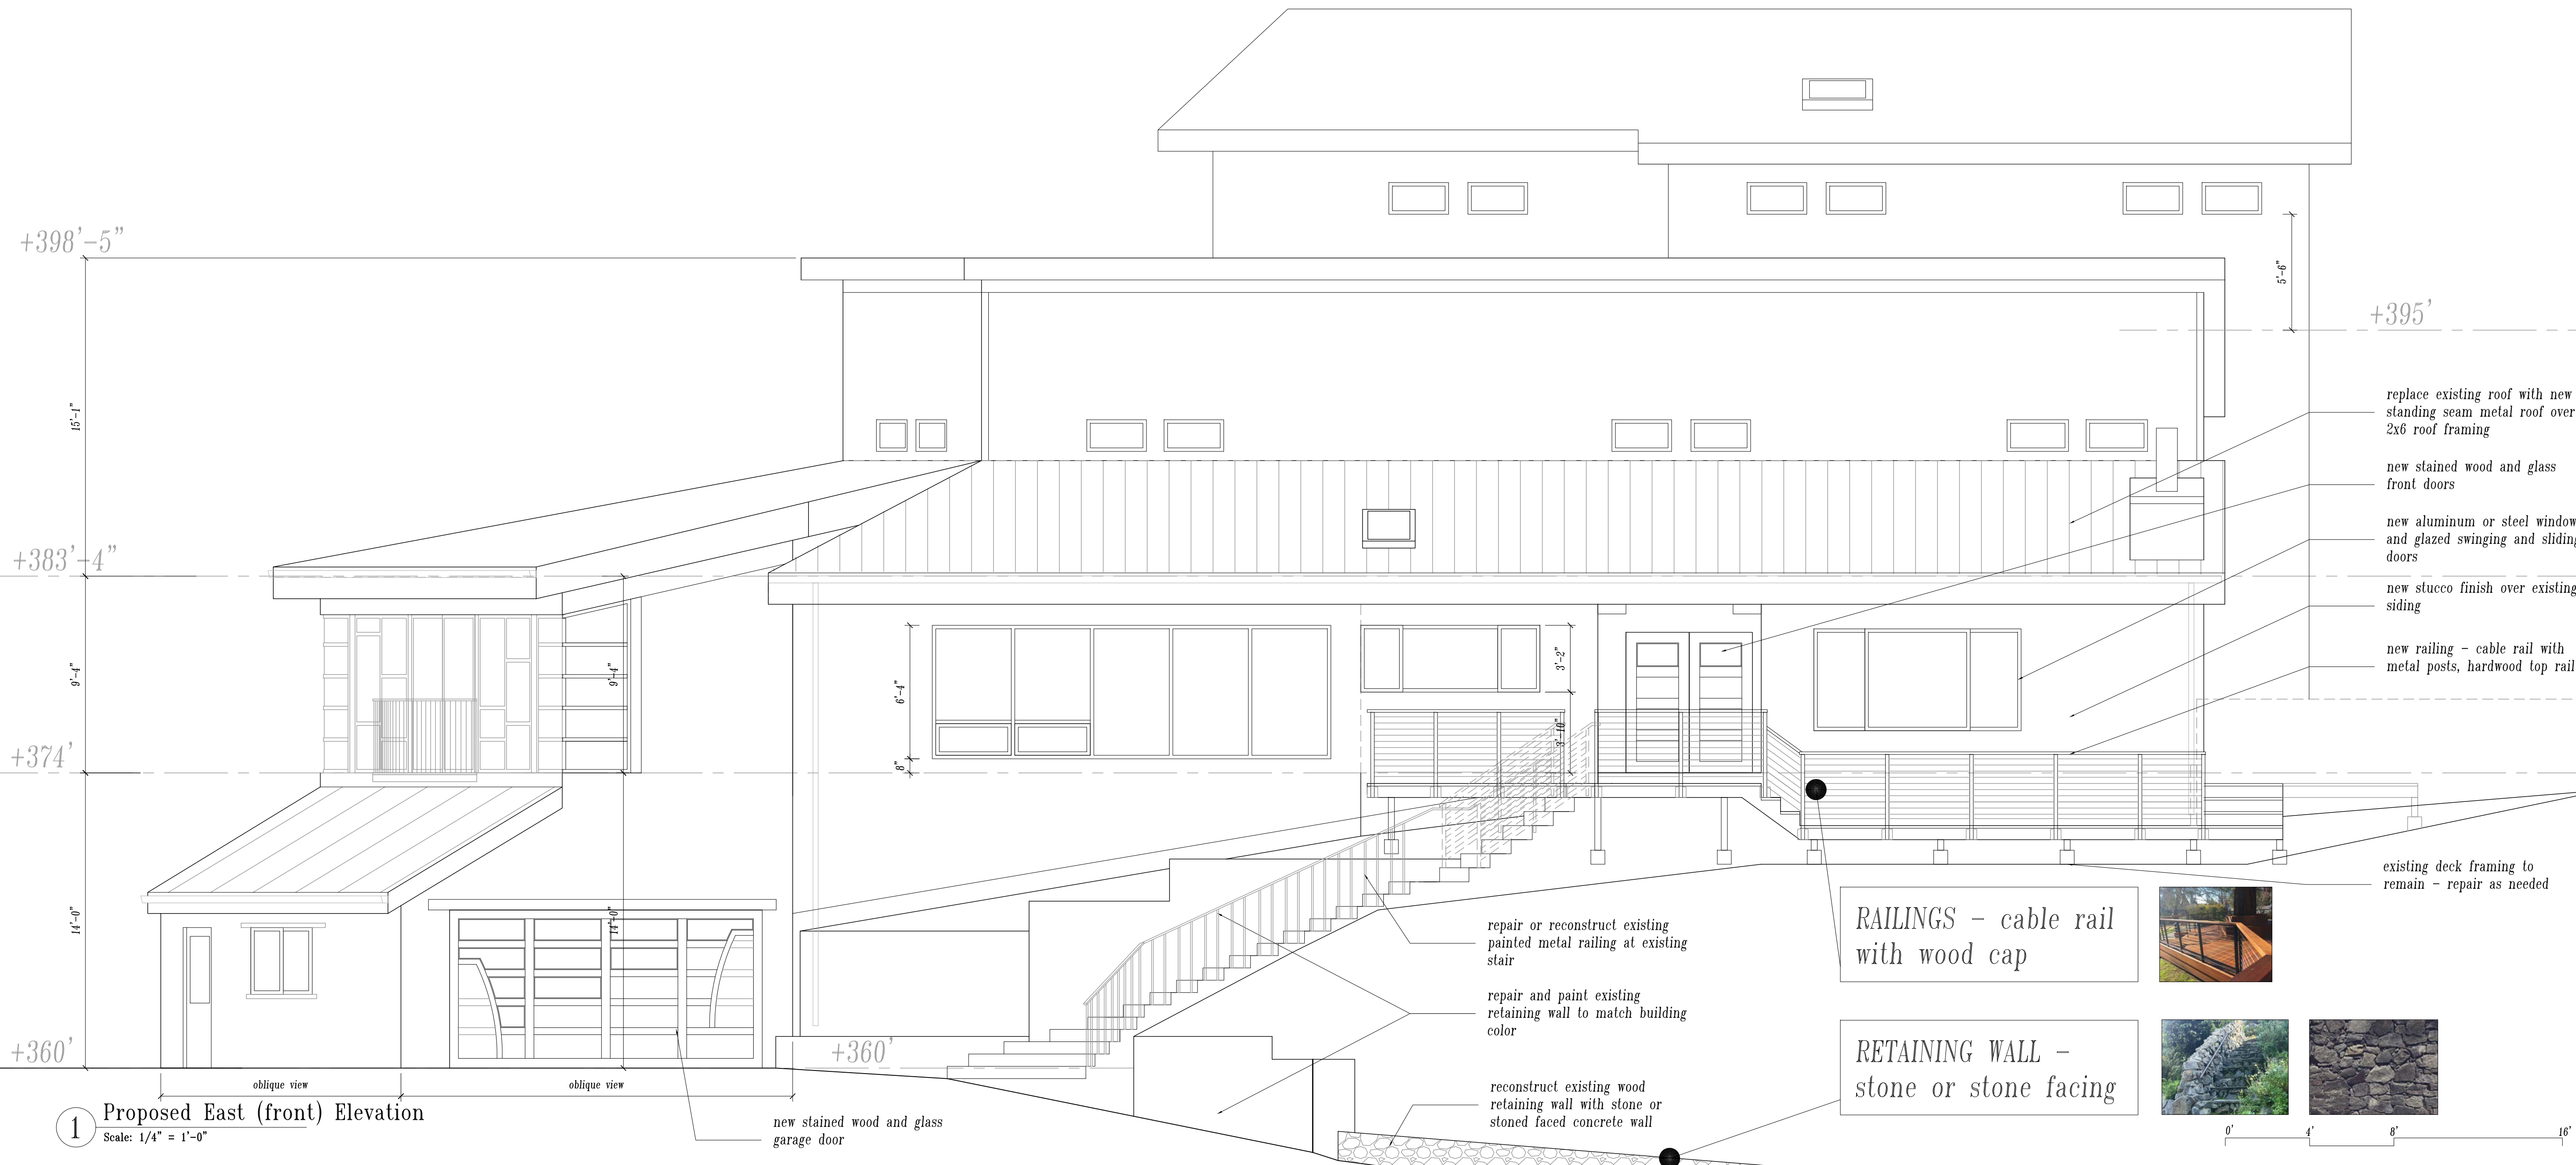 +398'-5"
5'-6"
+395'
15'-1"
replace existing roof with new
standing seam metal roof over
2x6 roof framing
new stained wood and glass
front doors
new aluminum or steel window
and glazed swinging and sliding
doors
new stucco finish over existing
siding
new railing - cable rail with
metal posts, hardwood top rail
+383'-4"
9'-4"
9'-4"
6'-4"
8"
3'-2"
3'-10"
+374'
14'-0"
14'-0"
existing deck framing to
remain - repair as needed
RAILINGS - cable rail
with wood cap
repair or reconstruct existing
painted metal railing at existing
stair
repair and paint existing
retaining wall to match building
color
RETAINING WALL -
stone or stone facing
reconstruct existing wood
retaining wall with stone or
stoned faced concrete wall
+360'
+360'
oblique view
oblique view
new stained wood and glass
garage door
1
Proposed East (front) Elevation
Scale: 1/4" = 1'-0"
0' 4' 8' 16'